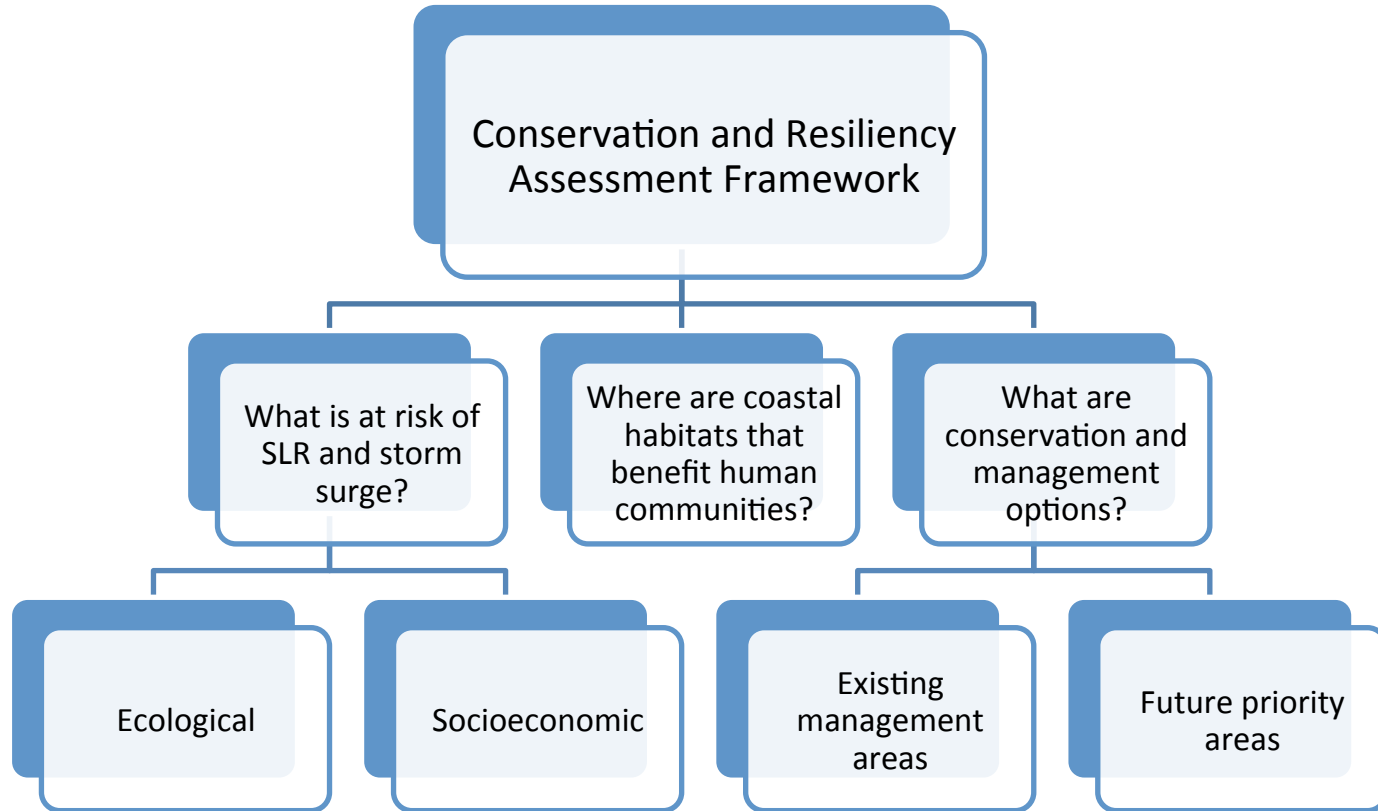 Conservation and Resiliency
Assessment Framework
What is at risk of
SLR and storm
surge?
Where are coastal
habitats that
benefit human
communities?
What are
conservation and
management
options?
Ecological
Socioeconomic
Existing
management
areas
Future priority
areas